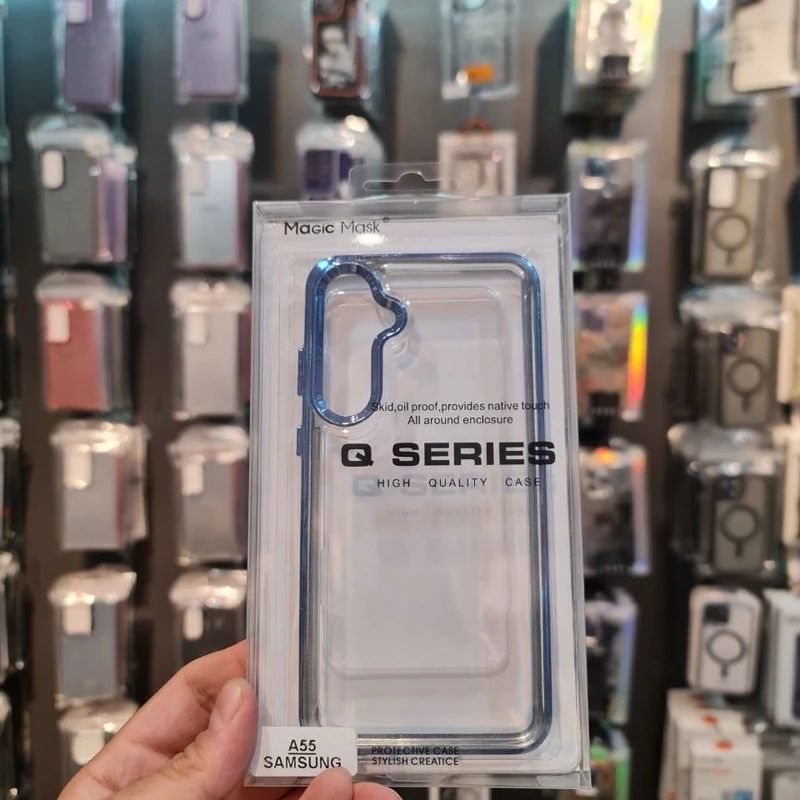 MAGIC MASK®
Skid,oil proof,provides native touch
All around enclosure
Q SERIES
HIGH QUALITY CASE
A55
SAMSUNG
PROTECTIVE CASE
STYLISH CREATICE